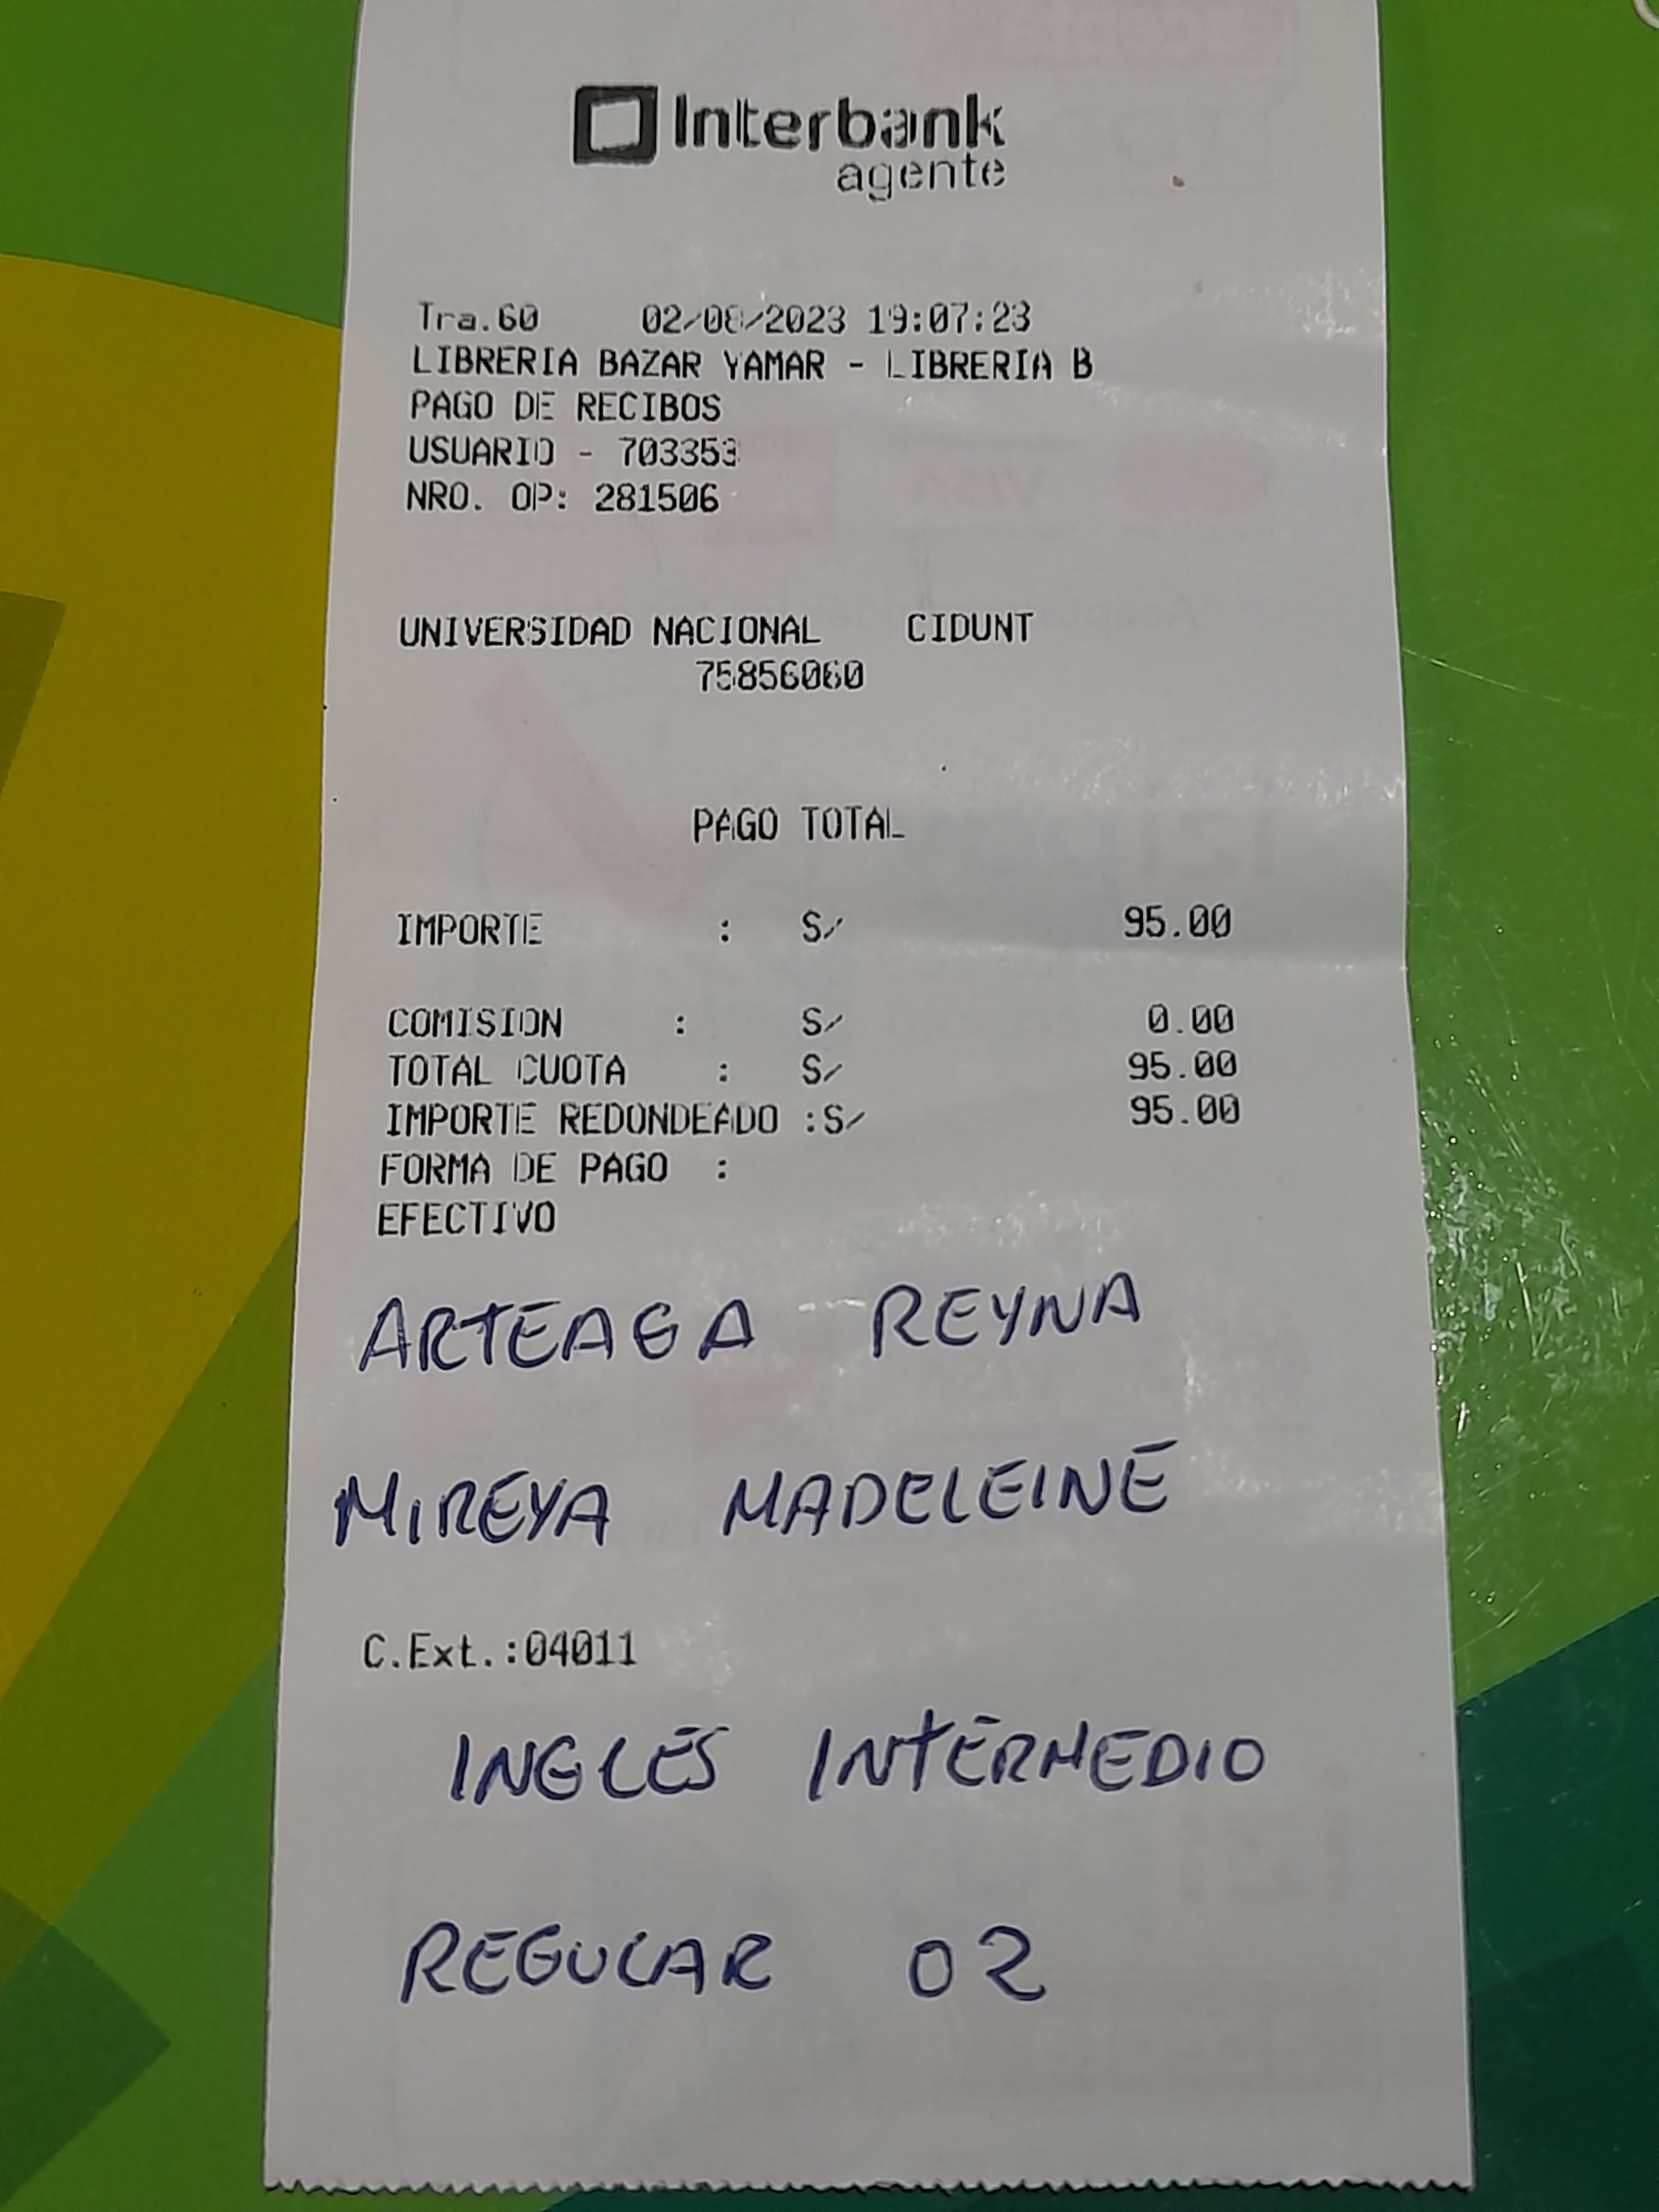 Interbank
agente
Tra.60 02/08/2023 19:07:23
LIBRERIA BAZAR YAMAR - LIBRERIA B
PAGO DE RECIBOS
USUARIO - 703353
NRO. OP: 281506
UNIVERSIDAD NACIONAL CIDUNT
75856060
PAGO TOTAL
IMPORTE : S/ 95.00
COMISION : S/ 0.00
TOTAL CUOTA : S/ 95.00
IMPORTE REDONDEADO :S/ 95.00
FORMA DE PAGO :
EFECTIVO
ARTEAGA REYNA
MIREYA MADELEINE
C.Ext.:04011
INGLES INTERMEDIO
REGULAR 02